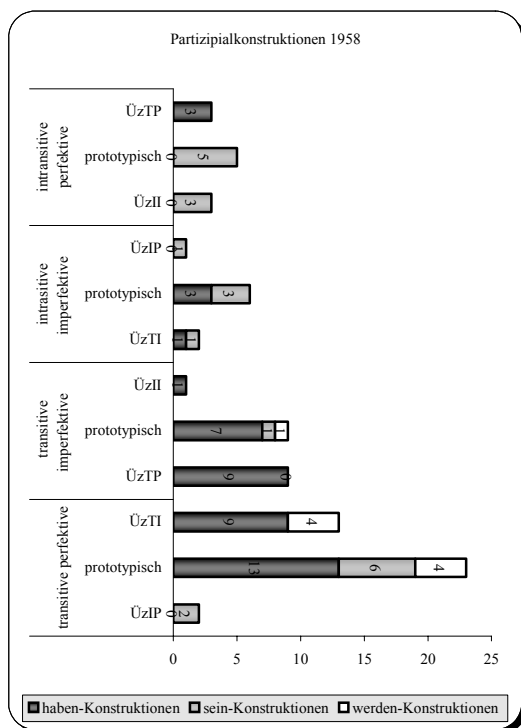 Partizipialkonstruktionen 1958
intransitive perfektive
ÜzTP
3
prototypisch
0 5
ÜzII
0 3
intrasitive imperfektive
ÜzIP
0 1
prototypisch
3 3
ÜzTI
1 1
transitive imperfektive
ÜzII
1
prototypisch
7 1 1
ÜzTP
9 0
transitive perfektive
ÜzTI
9 4
prototypisch
13 6 4
ÜzIP
0 2
0 5 10 15 20 25
haben-Konstruktionen sein-Konstruktionen werden-Konstruktionen